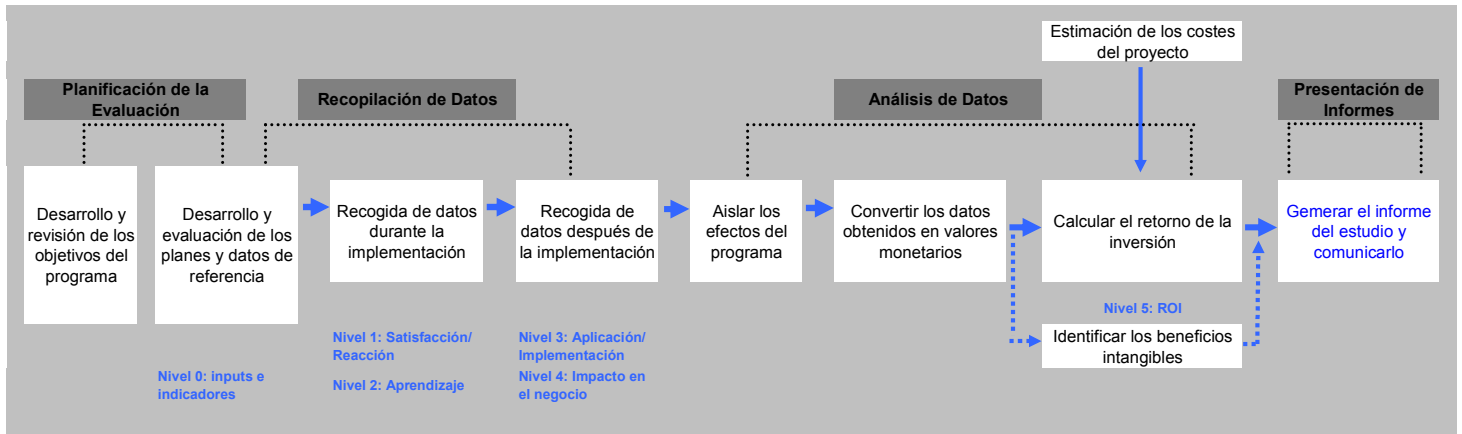 Estimación de los costes
del proyecto
Planificación de la
Evaluación
Recopilación de Datos
Análisis de Datos
Presentación de
Informes
Desarrollo y
revisión de los
objetivos del
programa
Desarrollo y
evaluación de los
planes y datos de
referencia
Recogida de datos
durante la
implementación
Recogida de
datos después de
la implementación
Aislar los
efectos del
programa
Convertir los datos
obtenidos en valores
monetarios
Calcular el retorno de la
inversión
Gemerar el informe
del estudio y
comunicarlo
Nivel 0: inputs e
indicadores
Nivel 1: Satisfacción/
Reacción
Nivel 2: Aprendizaje
Nivel 3: Aplicación/
Implementación
Nivel 4: Impacto en
el negocio
Nivel 5: ROI
Identificar los beneficios
intangibles